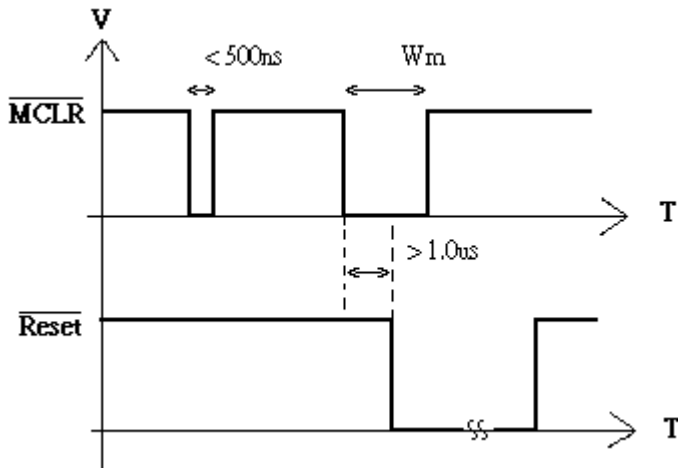 V
<500ns
Wm
MCLR
T
>1.0us
Reset
T